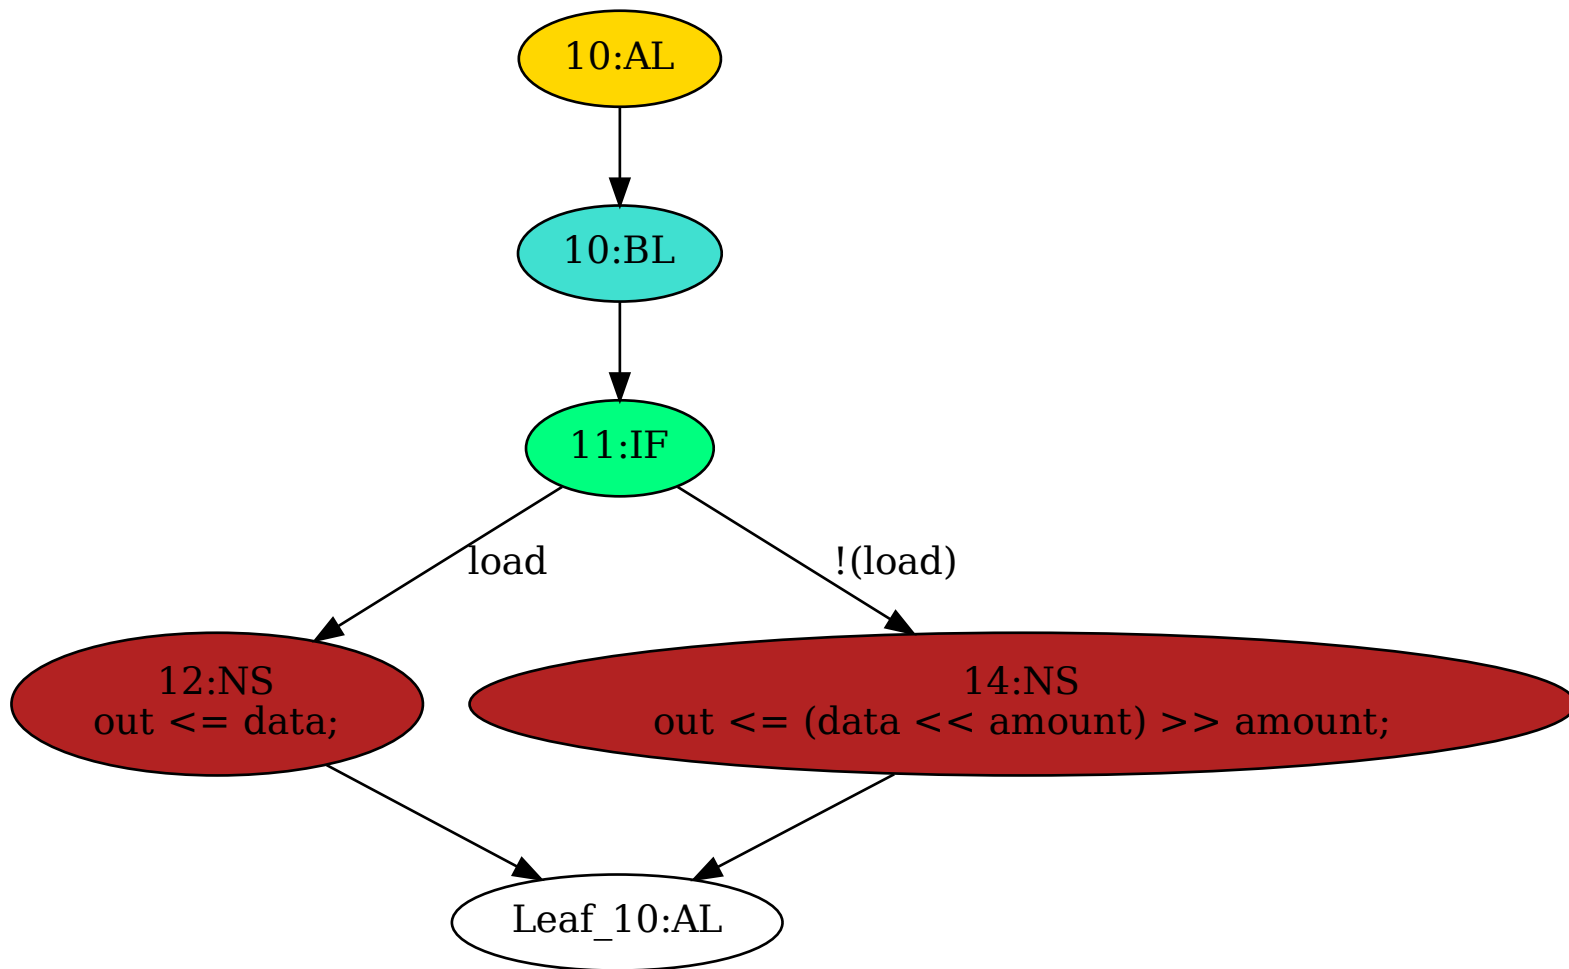 10:AL
10:BL
11:IF
load
!(load)
12:NS
out <= data;
14:NS
out <= (data << amount) >> amount;
Leaf_10:AL